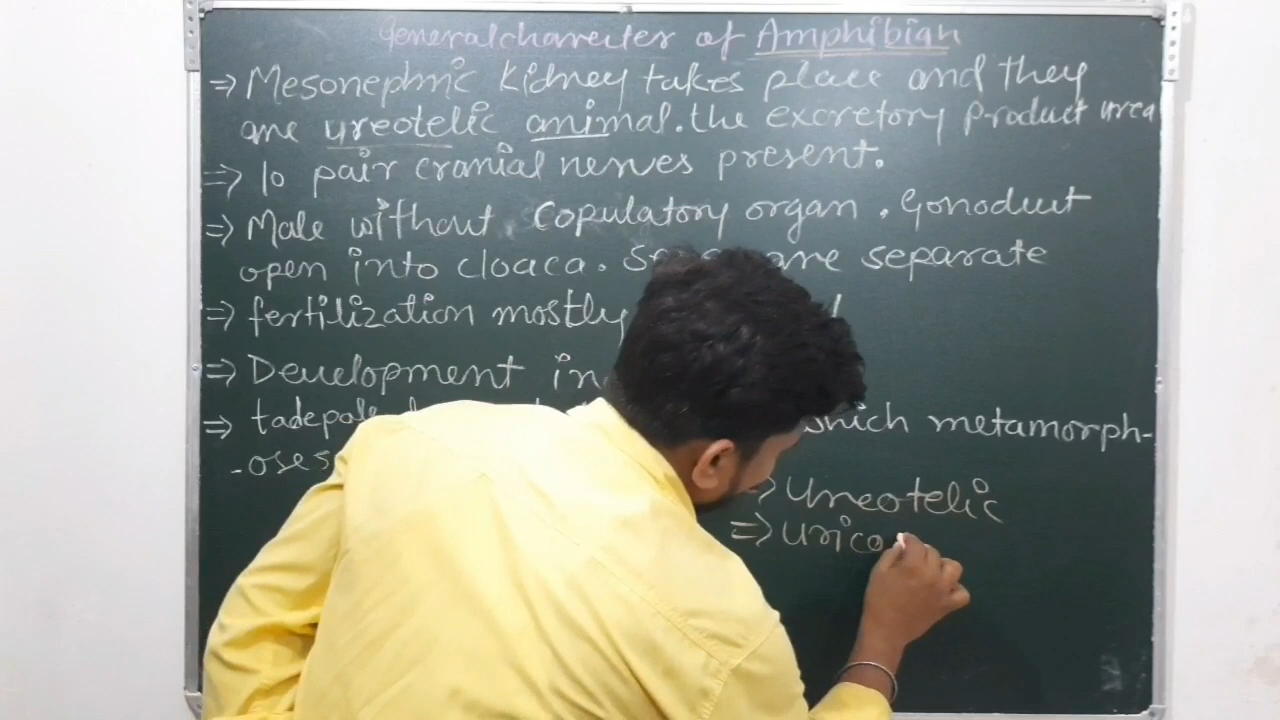 General charecter of Amphibian
⇒ Mesonephric Kidney takes place and they
are ureotelic animal. the excretory product urea
⇒ 10 pair cranial nerves present.
⇒ Male without copulatory organ. Gonoduct
open into cloaca. are separate
⇒ fertilization mostly
⇒ Development in
⇒ tadepole which metamorph-
-oses
⇒ Ureotelic
⇒ Urico